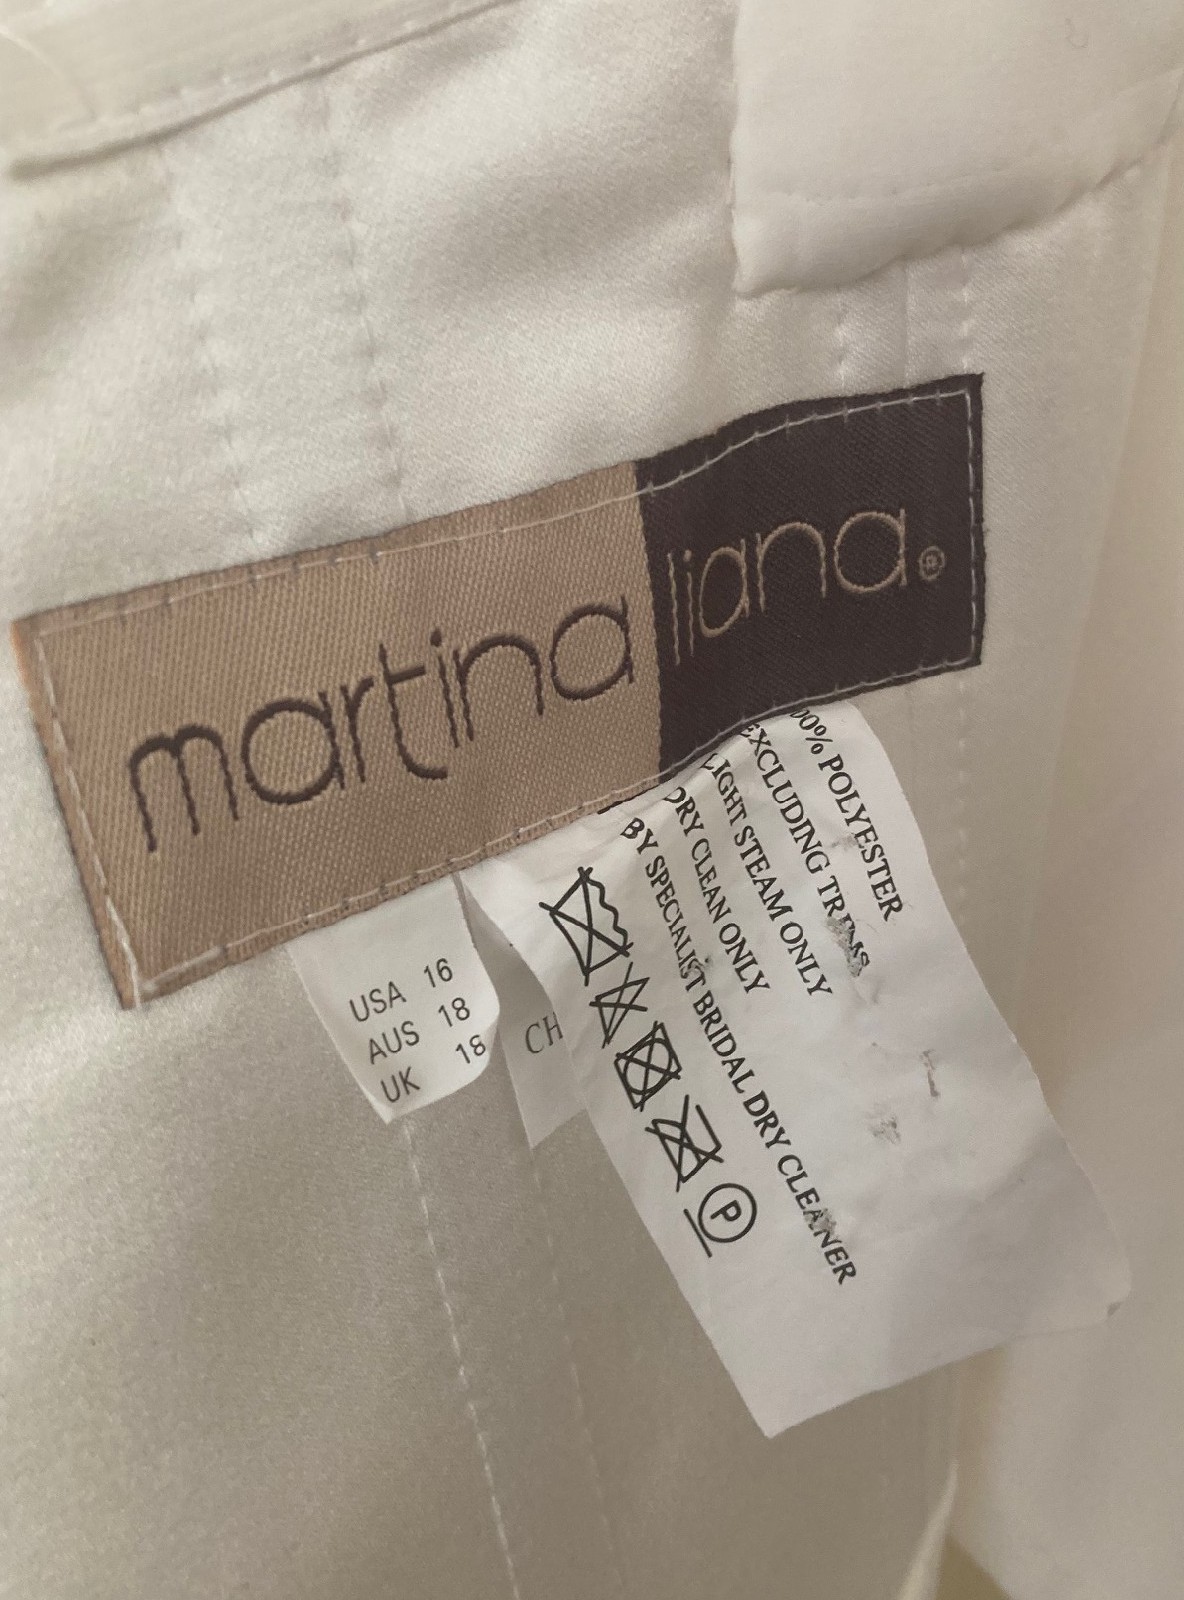 martina liana®
USA 16
AUS 18
UK 18
CH
00% POLYESTER
EXCLUDING TRIMS
LIGHT STEAM ONLY
DRY CLEAN ONLY
BY SPECIALIST BRIDAL DRY CLEANER
P